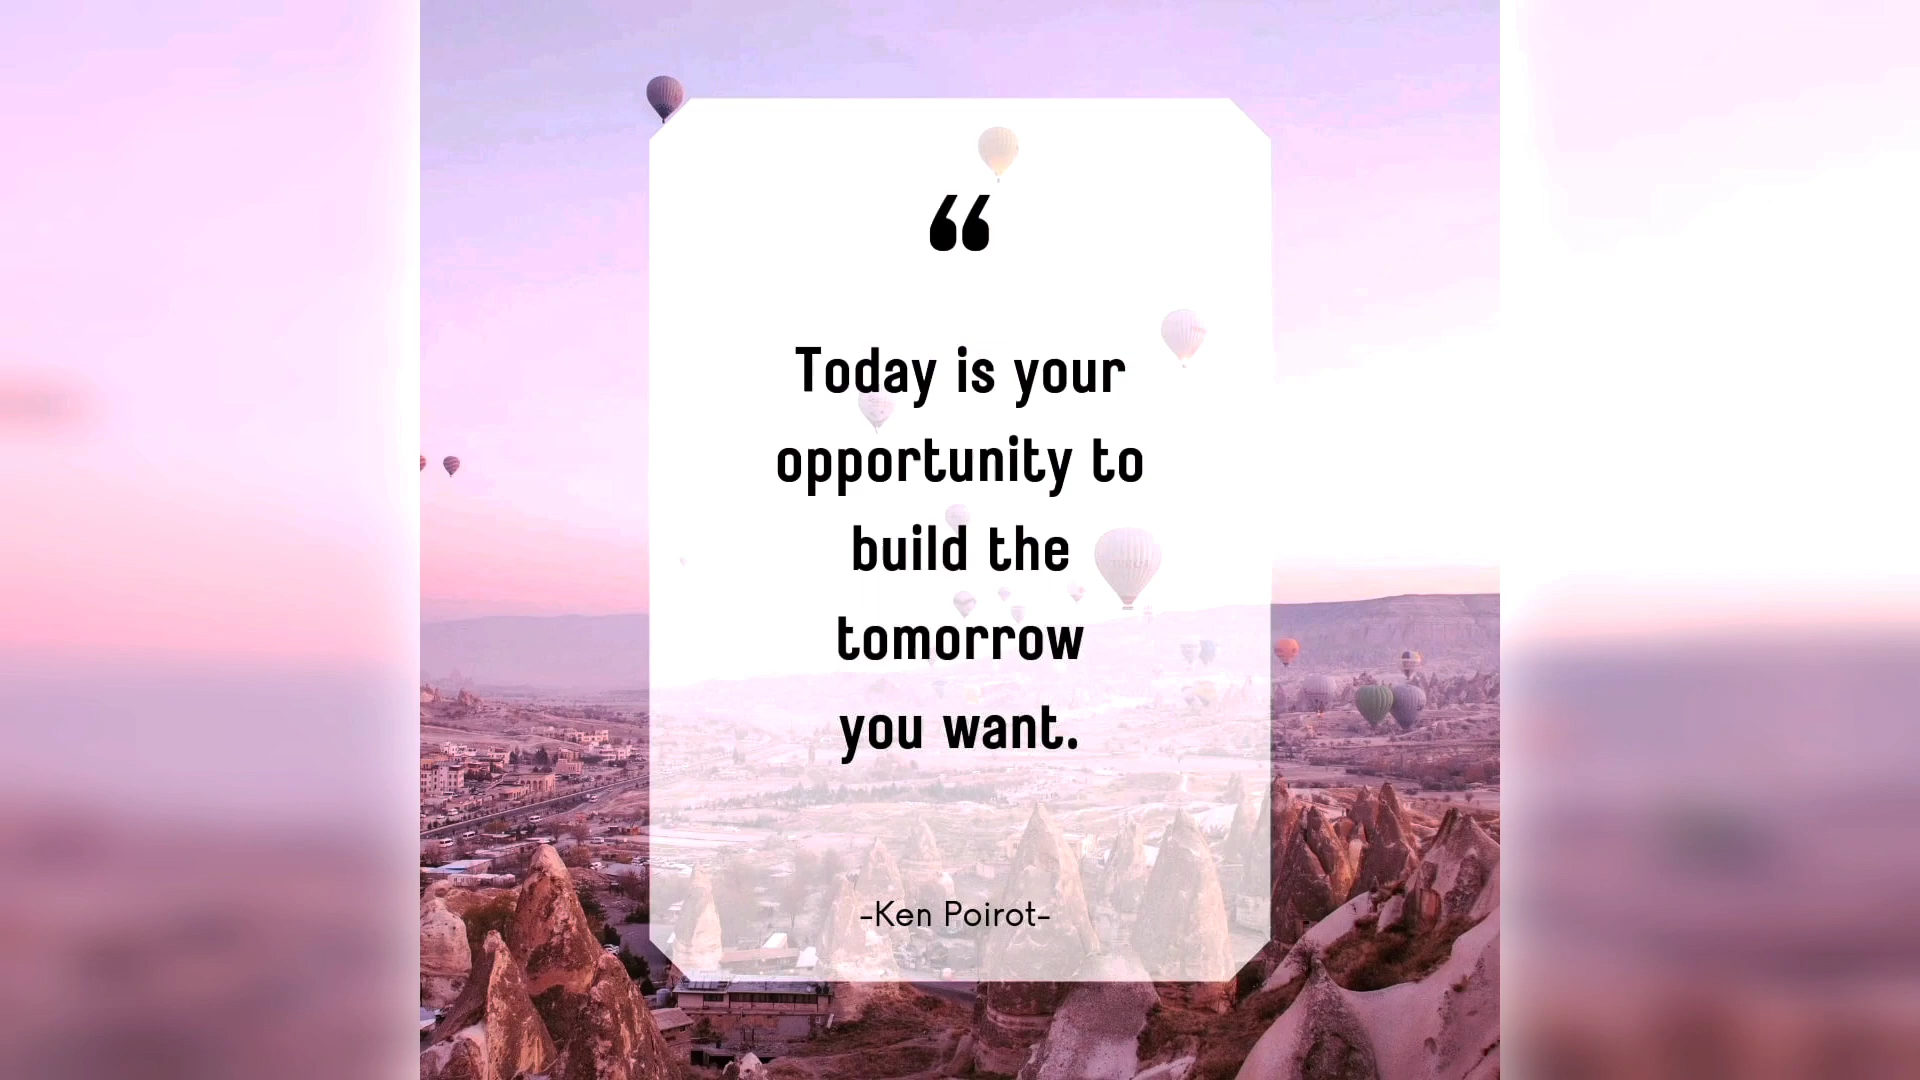 “
Today is your
opportunity to
build the
tomorrow
you want.
-Ken Poirot-